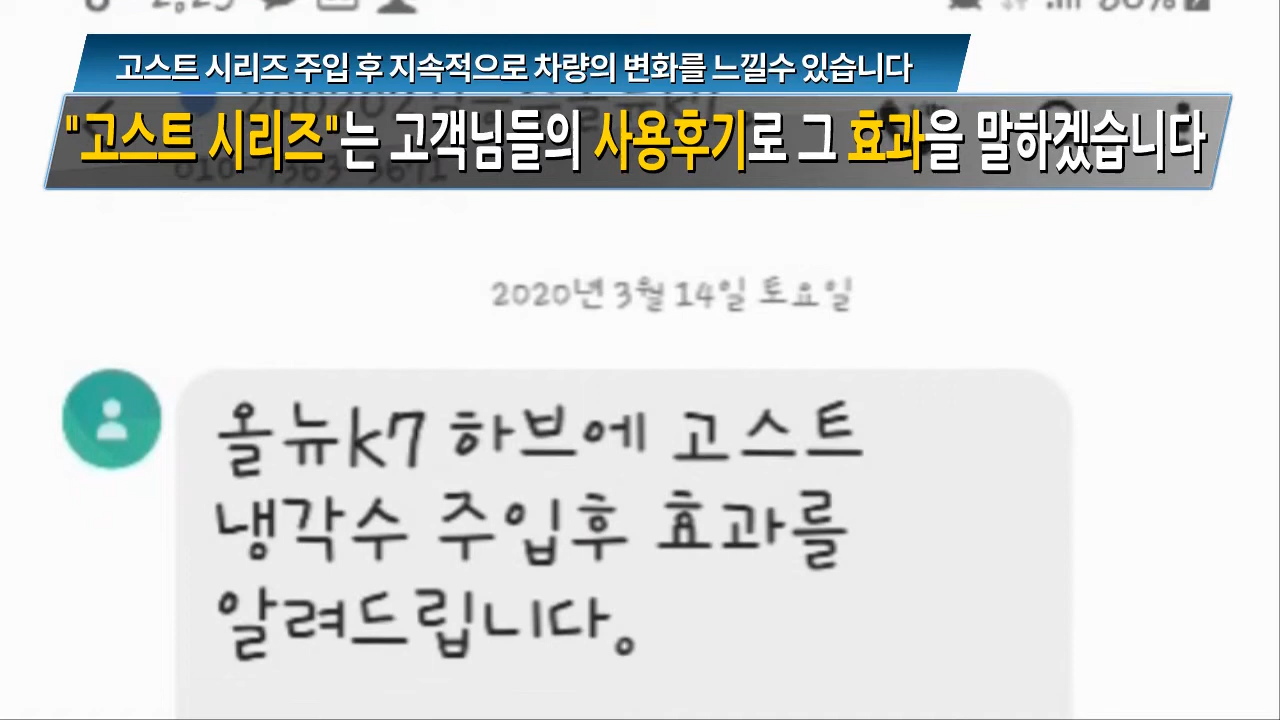 고스트 시리즈 주입 후 지속적으로 차량의 변화를 느낄수 있습니다
"고스트 시리즈"는 고객님들의 사용후기로 그 효과을 말하겠습니다
2020년 3월 14일 토요일
올뉴k7 하브에 고스트
냉각수 주입후 효과를
알려드립니다.